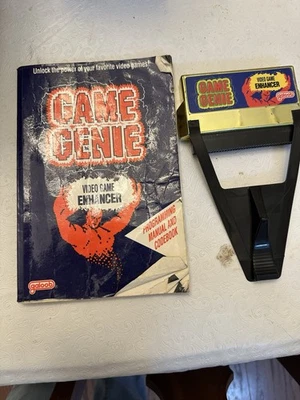 Unlock the power of your favorite video games!
GAME
GENIE
VIDEO GAME
ENHANCER
PROGRAMMING
MANUAL AND
CODEBOOK
galoob
GAME
GENIE
VIDEO GAME
ENHANCER